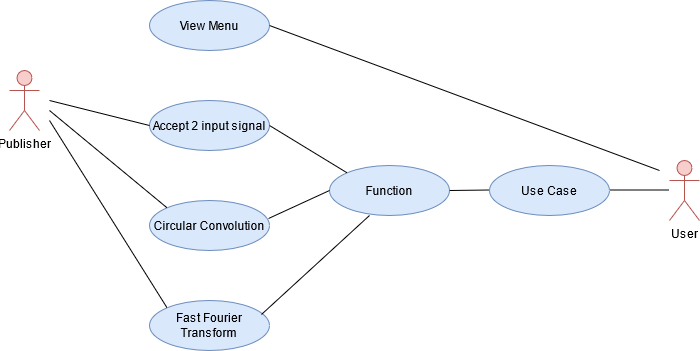 View Menu
Publisher
Accept 2 input signal
Function
Use Case
User
Circular Convolution
Fast Fourier
Transform